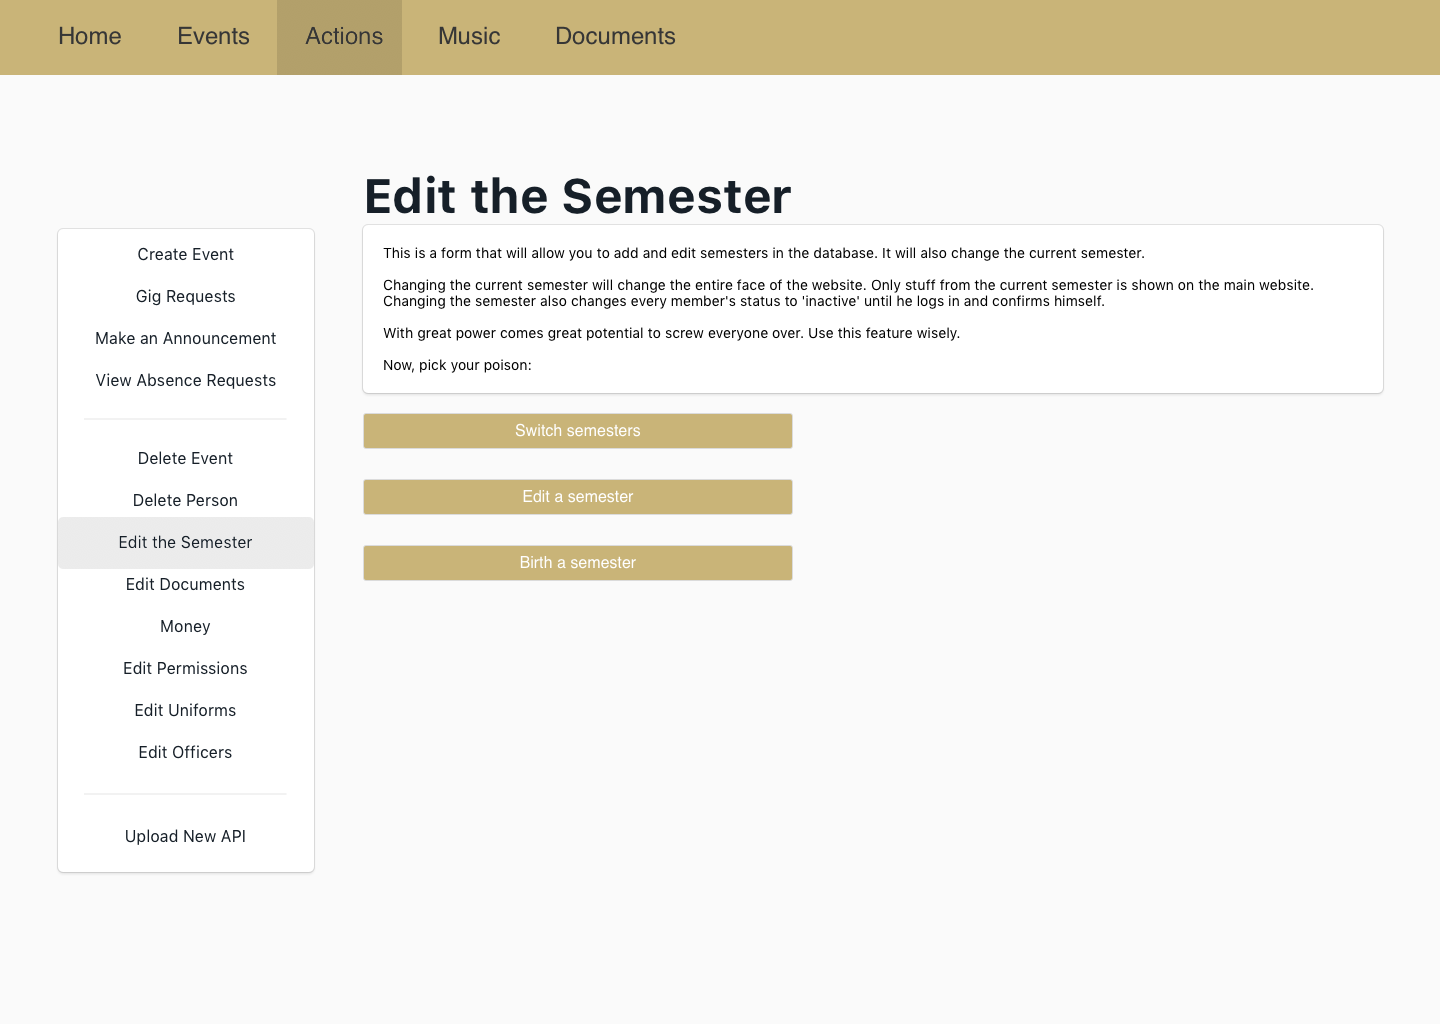 Home Events Actions Music Documents
Edit the Semester
Create Event
Gig Requests
Make an Announcement
View Absence Requests
Delete Event
Delete Person
Edit the Semester
Edit Documents
Money
Edit Permissions
Edit Uniforms
Edit Officers
Upload New API
This is a form that will allow you to add and edit semesters in the database. It will also change the current semester.
Changing the current semester will change the entire face of the website. Only stuff from the current semester is shown on the main website.
Changing the semester also changes every member's status to 'inactive' until he logs in and confirms himself.
With great power comes great potential to screw everyone over. Use this feature wisely.
Now, pick your poison:
Switch semesters
Edit a semester
Birth a semester